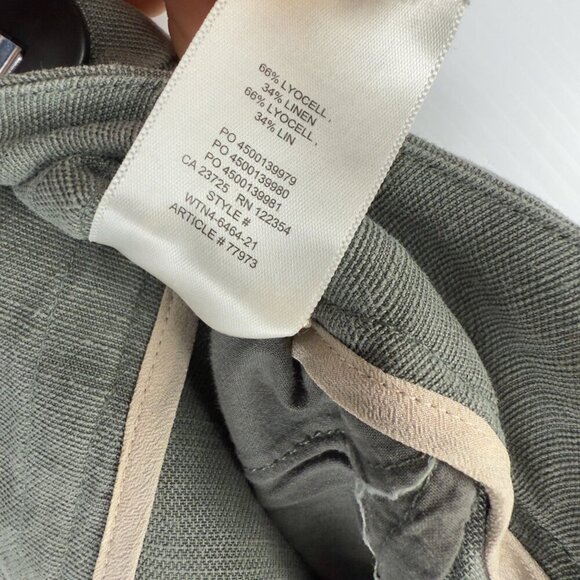 66% LYOCELL,
34% LINEN
66% LYOCELL,
34% LIN
PO 4500139979
PO 4500139980
PO 4500139981
CA 23725 RN 122354
STYLE #
WTN4-6464-21
ARTICLE # 77973